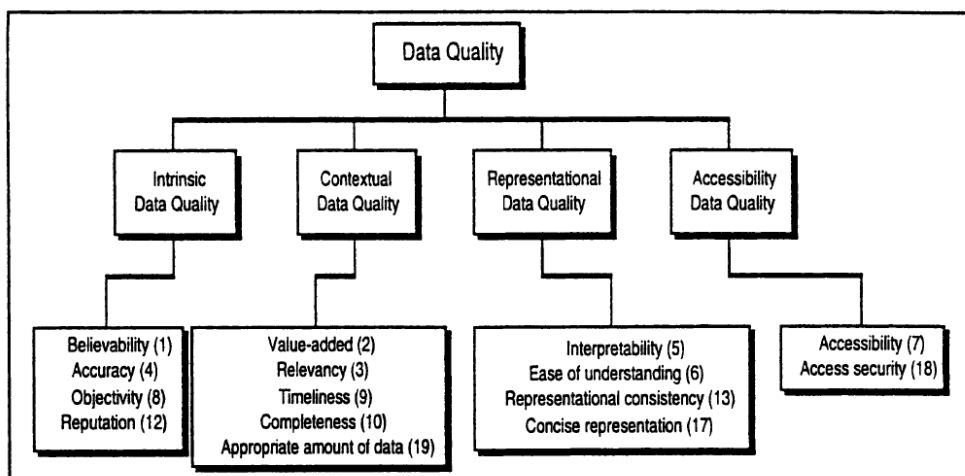 Data Quality
Intrinsic
Data Quality
Contextual
Data Quality
Representational
Data Quality
Accessibility
Data Quality
Believability (1)
Accuracy (4)
Objectivity (8)
Reputation (12)
Value-added (2)
Relevancy (3)
Timeliness (9)
Completeness (10)
Appropriate amount of data (19)
Interpretability (5)
Ease of understanding (6)
Representational consistency (13)
Concise representation (17)
Accessibility (7)
Access security (18)